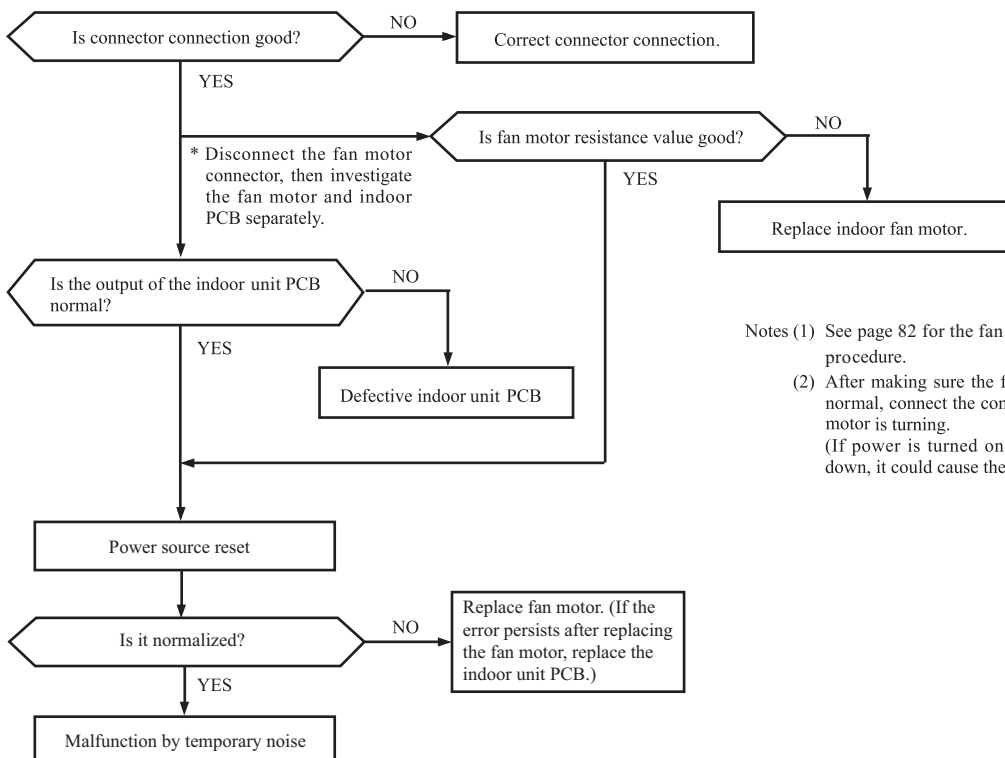 Is connector connection good?
NO
Correct connector connection.
YES
Is fan motor resistance value good?
NO
* Disconnect the fan motor
connector, then investigate
the fan motor and indoor
PCB separately.
YES
Replace indoor fan motor.
Is the output of the indoor unit PCB
normal?
NO
YES
Defective indoor unit PCB
Notes (1) See page 82 for the fan
procedure.
(2) After making sure the
normal, connect the
motor is turning.
(If power is turned on
down, it could cause the
Power source reset
Is it normalized?
NO
Replace fan motor. (If the
error persists after replacing
the fan motor, replace the
indoor unit PCB.)
YES
Malfunction by temporary noise